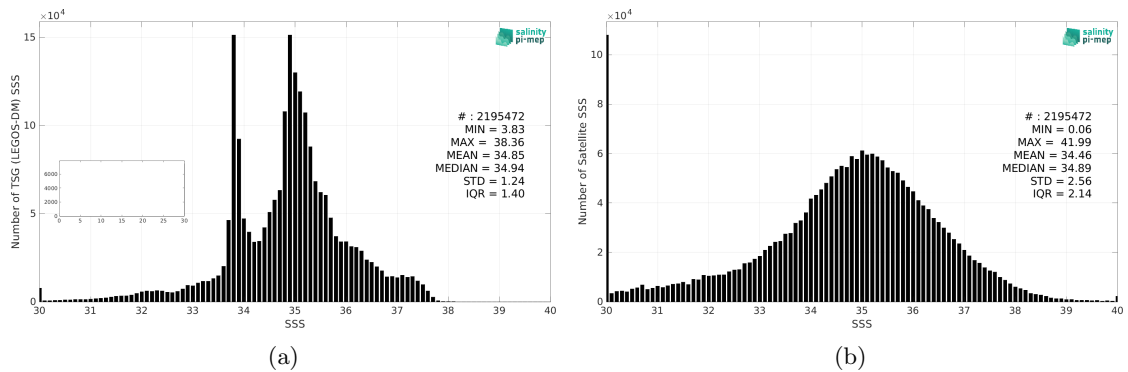 ×10⁴
15
10
5
0
Number of TSG (LEGOS-DM) SSS
salinity
pi-mep
# : 2195472
MIN = 3.83
MAX = 38.36
MEAN = 34.85
MEDIAN = 34.94
STD = 1.24
IQR = 1.40
6000
4000
2000
0
0 5 10 15 20 25 30
30 31 32 33 34 35 36 37 38 39 40
SSS
(a)
×10⁴
10
8
6
4
2
0
Number of Satellite SSS
salinity
pi-mep
# : 2195472
MIN = 0.06
MAX = 41.99
MEAN = 34.46
MEDIAN = 34.89
STD = 2.56
IQR = 2.14
30 31 32 33 34 35 36 37 38 39 40
SSS
(b)